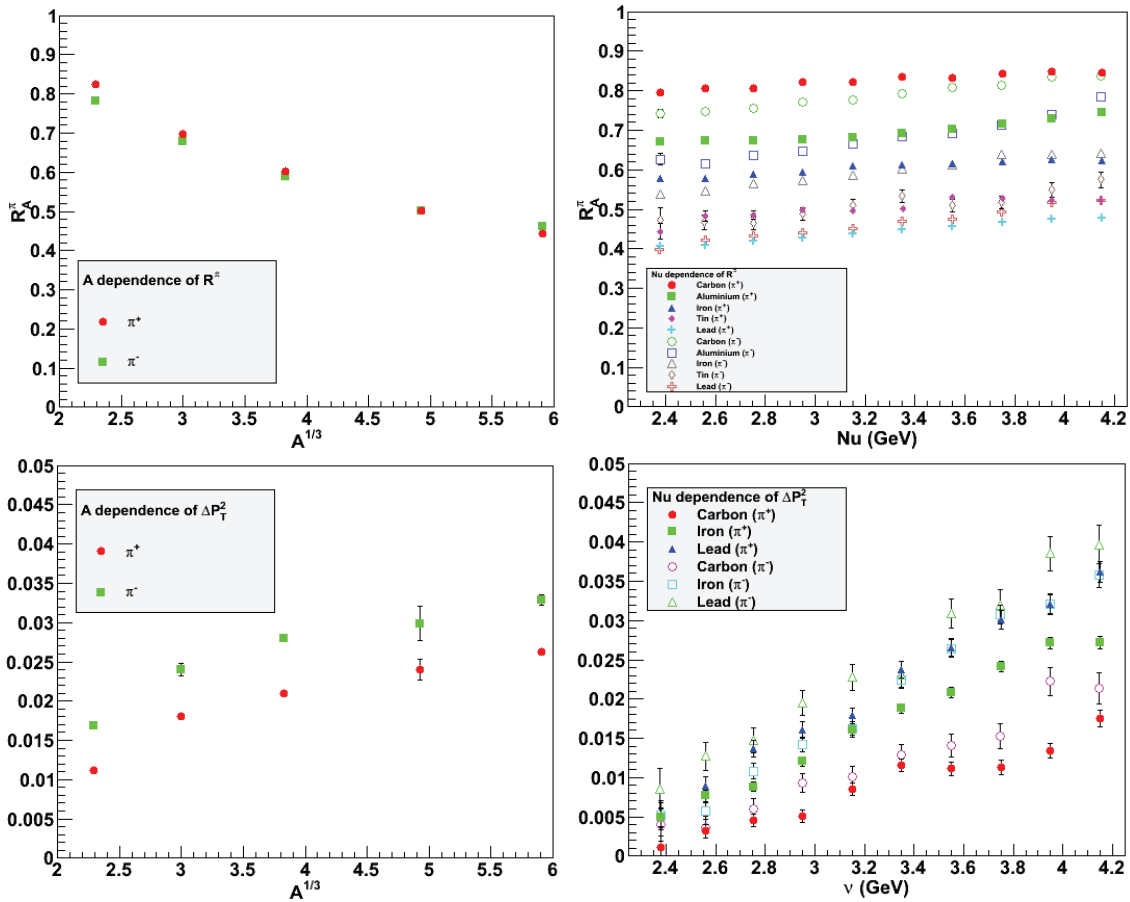 1
0.9
0.8
0.7
0.6
0.5
0.4
0.3
0.2
0.1
0
R_A^π
A dependence of R^π
π⁺
π⁻
2 2.5 3 3.5 4 4.5 5 5.5 6
A^1/3
1
0.9
0.8
0.7
0.6
0.5
0.4
0.3
0.2
0.1
0
R_A^π
Nu dependence of R^π
Carbon (π⁺)
Aluminium (π⁺)
Iron (π⁺)
Tin (π⁺)
Lead (π⁺)
Carbon (π⁻)
Aluminium (π⁻)
Iron (π⁻)
Tin (π⁻)
Lead (π⁻)
2.4 2.6 2.8 3 3.2 3.4 3.6 3.8 4 4.2
Nu (GeV)
0.05
0.045
0.04
0.035
0.03
0.025
0.02
0.015
0.01
0.005
0
A dependence of ΔP_T^2
π⁺
π⁻
2 2.5 3 3.5 4 4.5 5 5.5 6
A^1/3
0.05
0.045
0.04
0.035
0.03
0.025
0.02
0.015
0.01
0.005
0
Nu dependence of ΔP_T^2
Carbon (π⁺)
Iron (π⁺)
Lead (π⁺)
Carbon (π⁻)
Iron (π⁻)
Lead (π⁻)
2.4 2.6 2.8 3 3.2 3.4 3.6 3.8 4 4.2
ν (GeV)